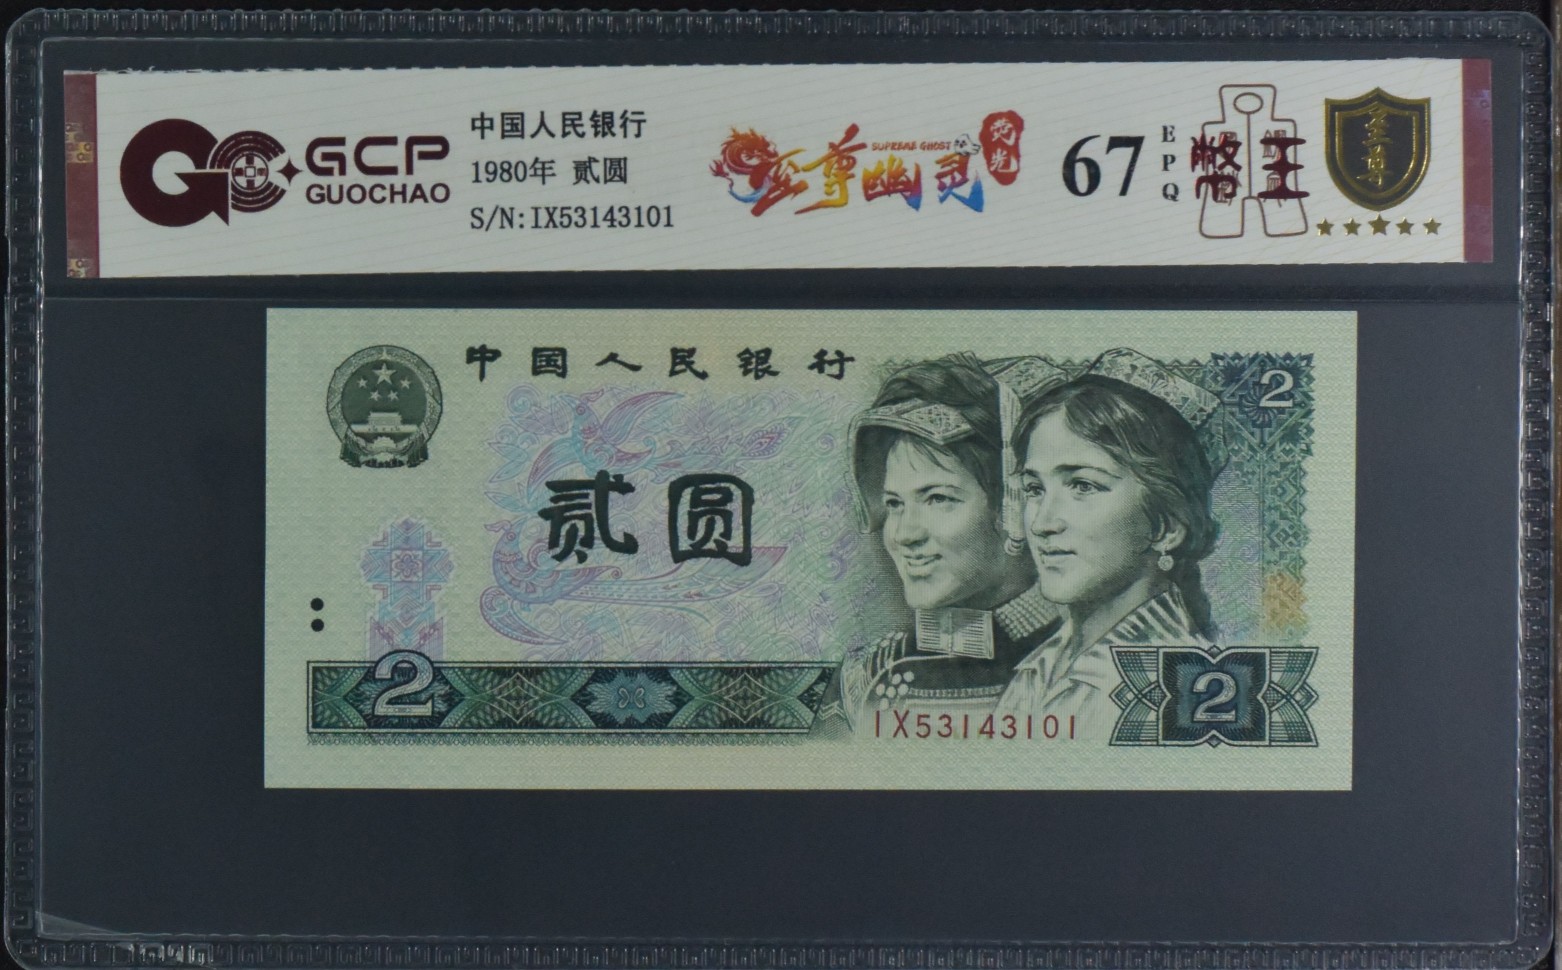 GCP
GUOCHAO
中国人民银行
1980年 贰圆
S/N:IX53143101
SUPREME GHOST
至尊幽灵
荧光
67
EPQ
至尊
中国人民银行
2
贰圆
2
2
IX53143101